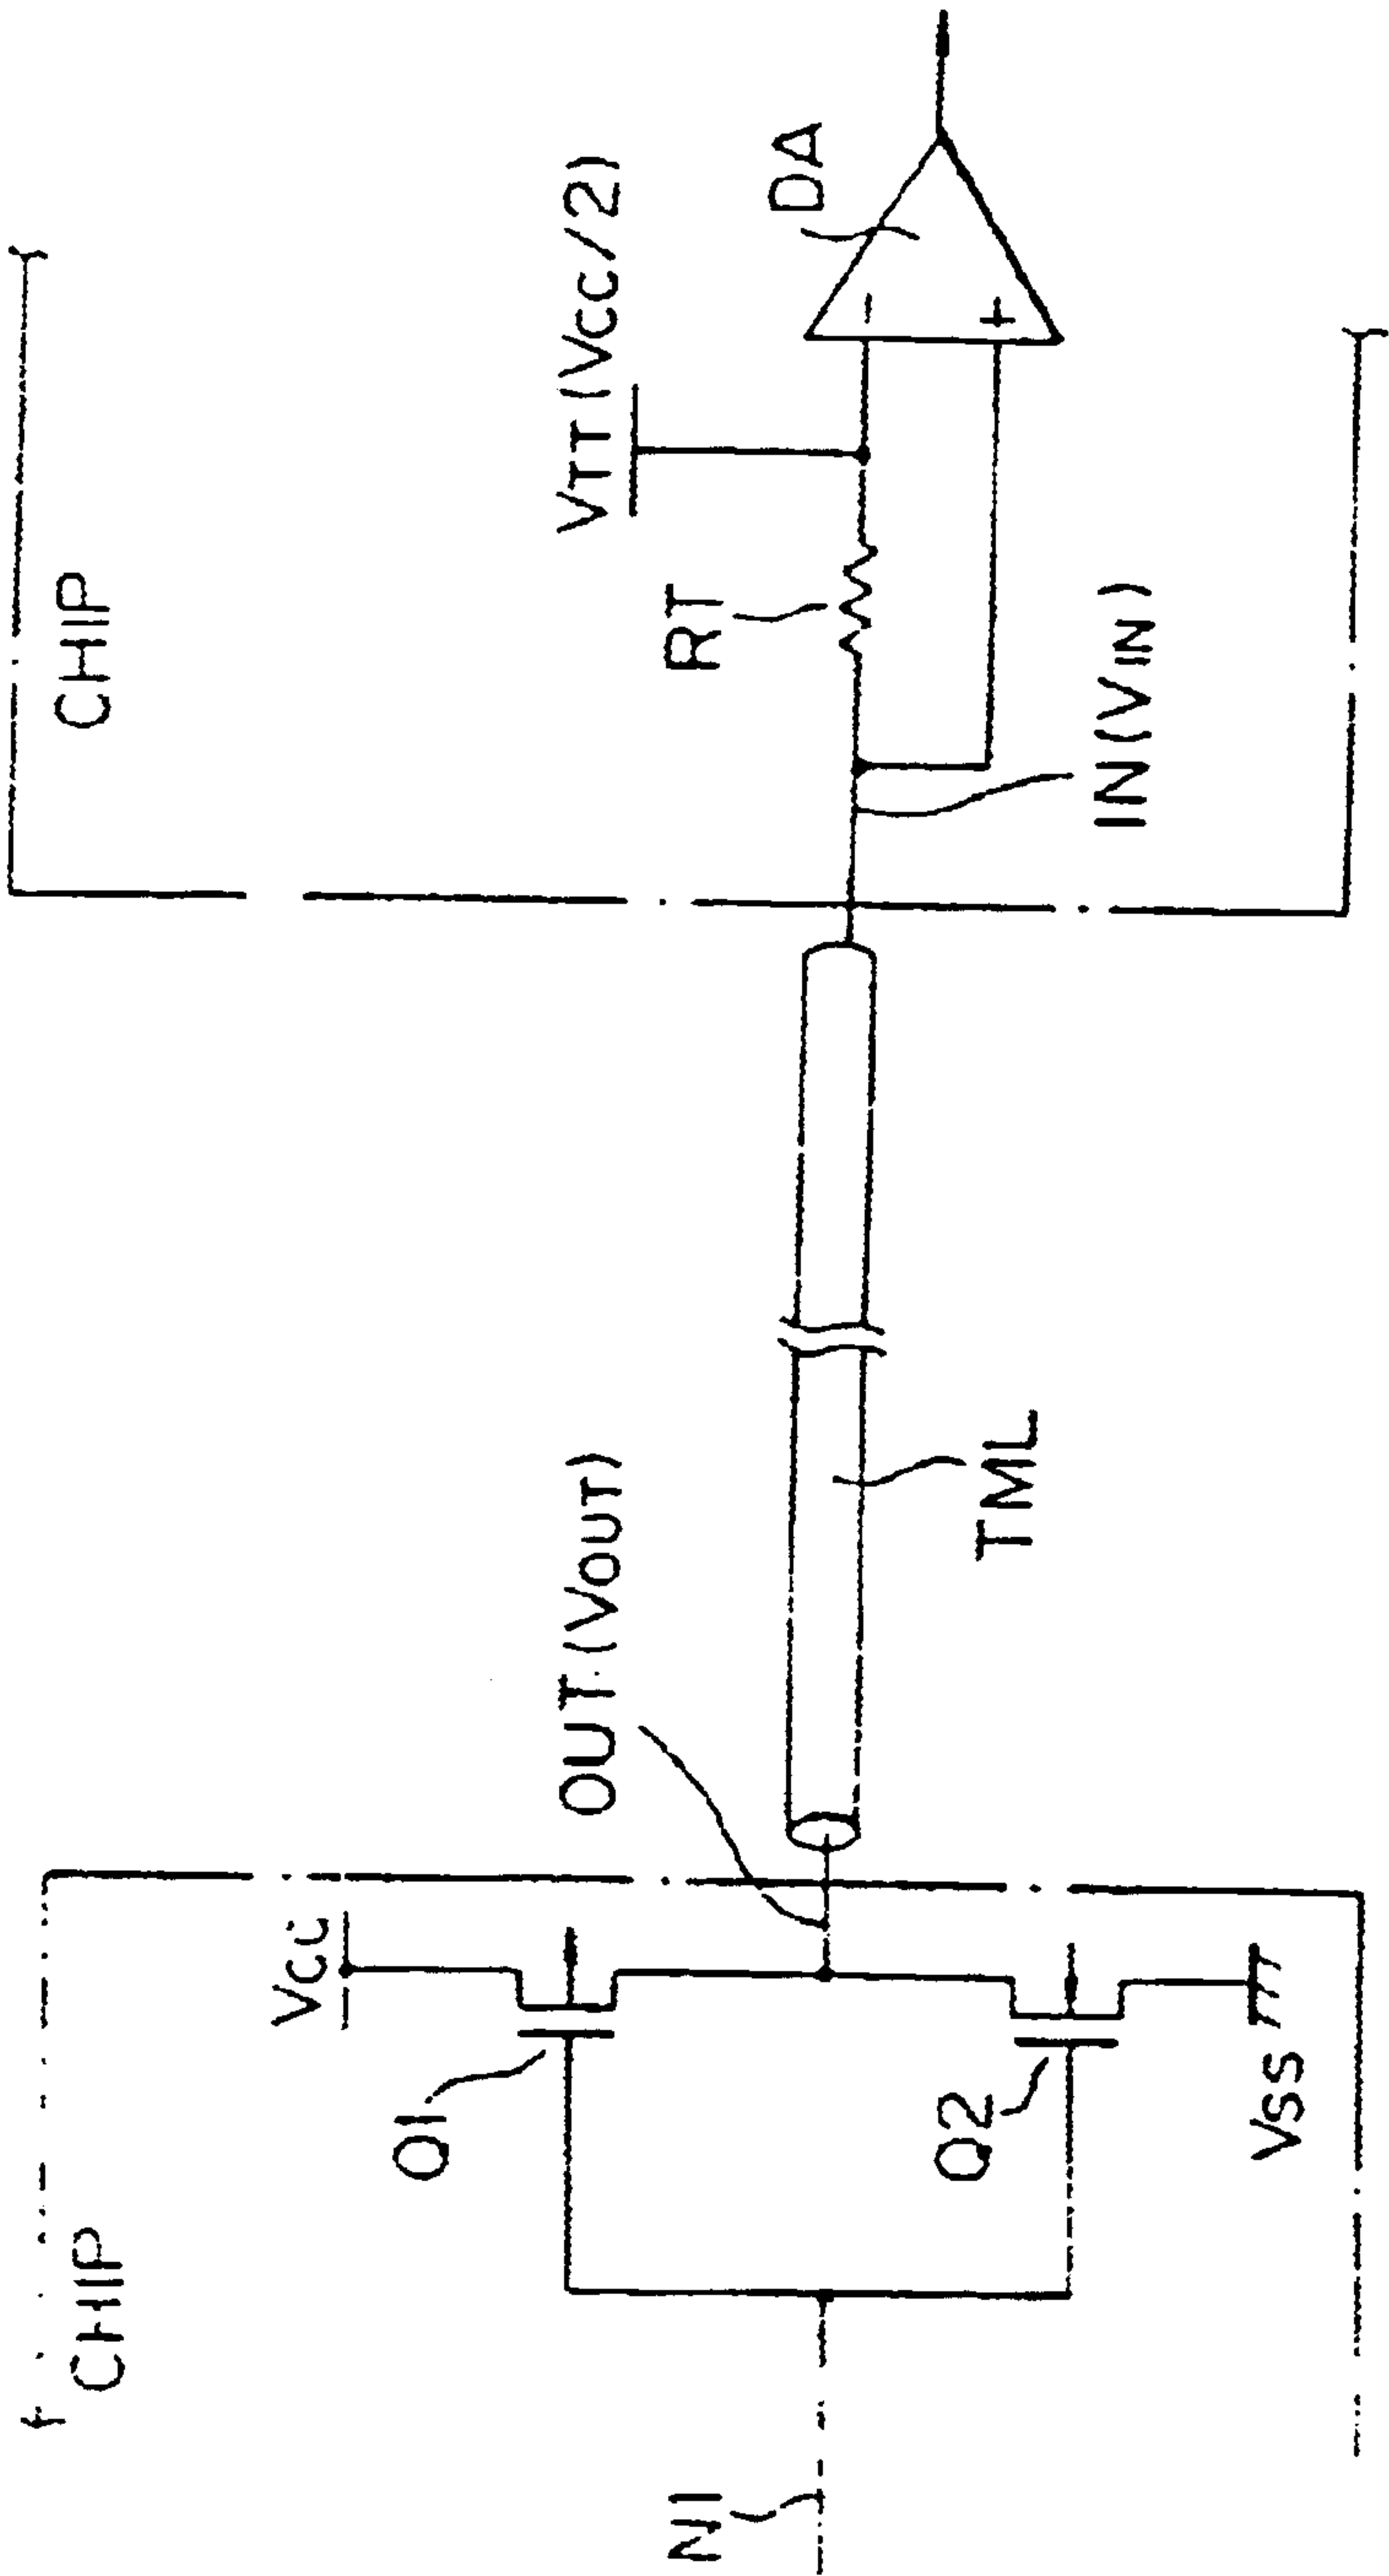 CHIP
VCC
Q1
N1
Q2
VSS
OUT (VOUT)
TML
CHIP
VTT (VCC/2)
RT
DA
−
+
IN (VIN)